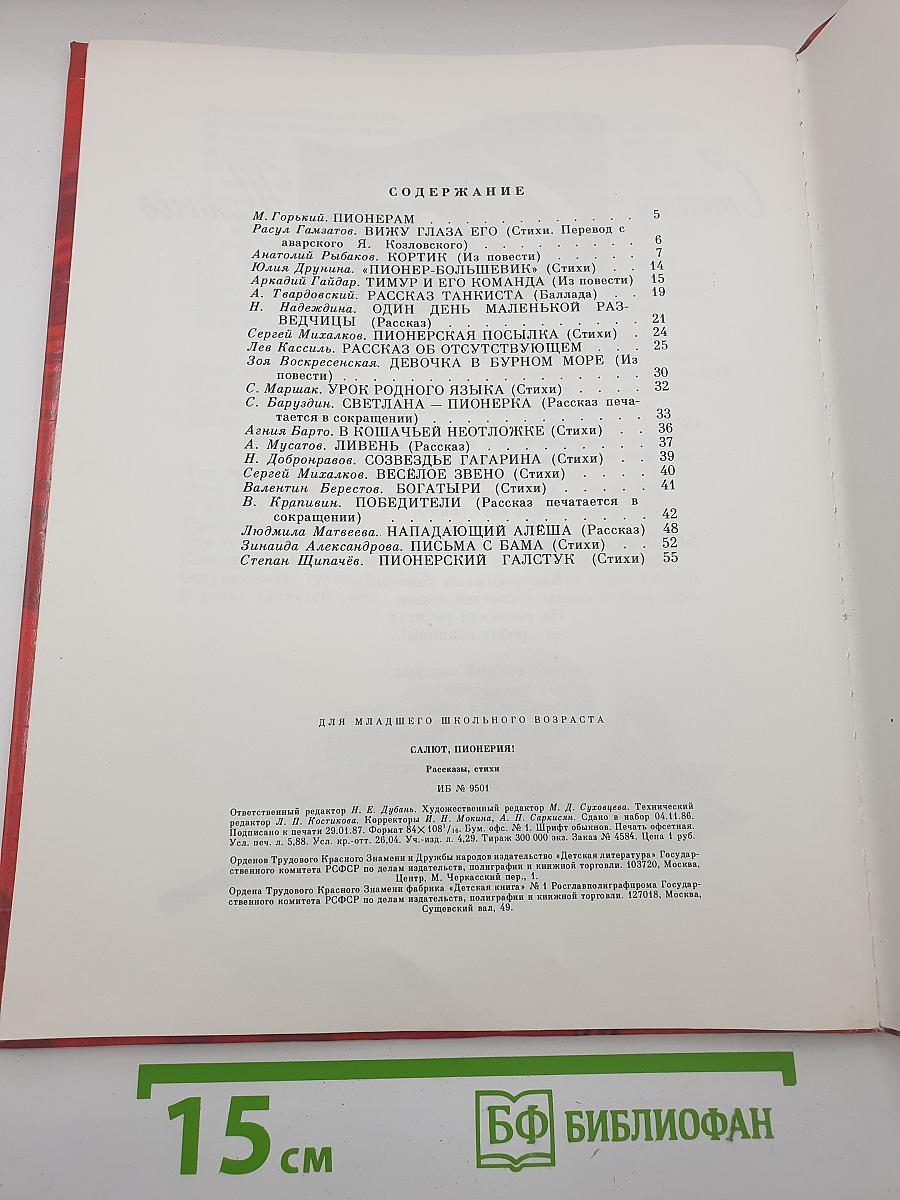 СОДЕРЖАНИЕ
М. Горький. ПИОНЕРАМ . . . . . . . . . . . . 5
Расул Гамзатов. ВИЖУ ГЛАЗА ЕГО (Стихи. Перевод с
аварского Я. Козловского) . . . . . . . . . 6
Анатолий Рыбаков. КОРТИК (Из повести) . . . . . 7
Юлия Друнина. «ПИОНЕР-БОЛЬШЕВИК» (Стихи) . . 14
Аркадий Гайдар. ТИМУР И ЕГО КОМАНДА (Из повести) 15
А. Твардовский. РАССКАЗ ТАНКИСТА (Баллада) . . 19
Н. Надеждина. ОДИН ДЕНЬ МАЛЕНЬКОЙ РАЗ-
ВЕДЧИЦЫ (Рассказ) . . . . . . . . . . . 21
Сергей Михалков. ПИОНЕРСКАЯ ПОСЫЛКА (Стихи) . 24
Лев Кассиль. РАССКАЗ ОБ ОТСУТСТВУЮЩЕМ . . . 25
Зоя Воскресенская. ДЕВОЧКА В БУРНОМ МОРЕ (Из
повести) . . . . . . . . . . . . . . . . 30
С. Маршак. УРОК РОДНОГО ЯЗЫКА (Стихи) . . . . 32
С. Баруздин. СВЕТЛАНА — ПИОНЕРКА (Рассказ печа-
тается в сокращении) . . . . . . . . . . . . 33
Агния Барто. В КОШАЧЬЕЙ НЕОТЛОЖКЕ (Стихи) . . 36
А. Мусатов. ЛИВЕНЬ (Рассказ) . . . . . . . . . 37
Н. Добронравов. СОЗВЕЗДЬЕ ГАГАРИНА (Стихи) . . 39
Сергей Михалков. ВЕСЁЛОЕ ЗВЕНО (Стихи) . . . . 40
Валентин Берестов. БОГАТЫРИ (Стихи) . . . . . 41
В. Крапивин. ПОБЕДИТЕЛИ (Рассказ печатается в
сокращении) . . . . . . . . . . . . . . 42
Людмила Матвеева. НАПАДАЮЩИЙ АЛЁША (Рассказ) 48
Зинаида Александрова. ПИСЬМА С БАМА (Стихи) . . 52
Степан Щипачёв. ПИОНЕРСКИЙ ГАЛСТУК (Стихи) 55
ДЛЯ МЛАДШЕГО ШКОЛЬНОГО ВОЗРАСТА
САЛЮТ, ПИОНЕРИЯ!
Рассказы, стихи
ИБ № 9501
Ответственный редактор Н. Е. Дубань. Художественный редактор М. Д. Суховцева. Технический
редактор Л. П. Костикова. Корректоры И. Н. Мокина, А. П. Саркисян. Сдано в набор 04.11.86.
Подписано к печати 29.01.87. Формат 84×108¹/₁₆. Бум. офс. № 1. Шрифт обыкнов. Печать офсетная.
Усл. печ. л. 5,88. Усл. кр.-отт. 26,04. Уч.-изд. л. 4,29. Тираж 300 000 экз. Заказ № 4584. Цена 1 руб.
Орденов Трудового Красного Знамени и Дружбы народов издательство «Детская литература» Государ-
ственного комитета РСФСР по делам издательств, полиграфии и книжной торговли. 103720, Москва,
Центр, М. Черкасский пер., 1.
Ордена Трудового Красного Знамени фабрика «Детская книга» № 1 Росглавполиграфпрома Государ-
ственного комитета РСФСР по делам издательств, полиграфии и книжной торговли. 127018, Москва,
Сущевский вал, 49.
15 см
БФ БИБЛИОФАН